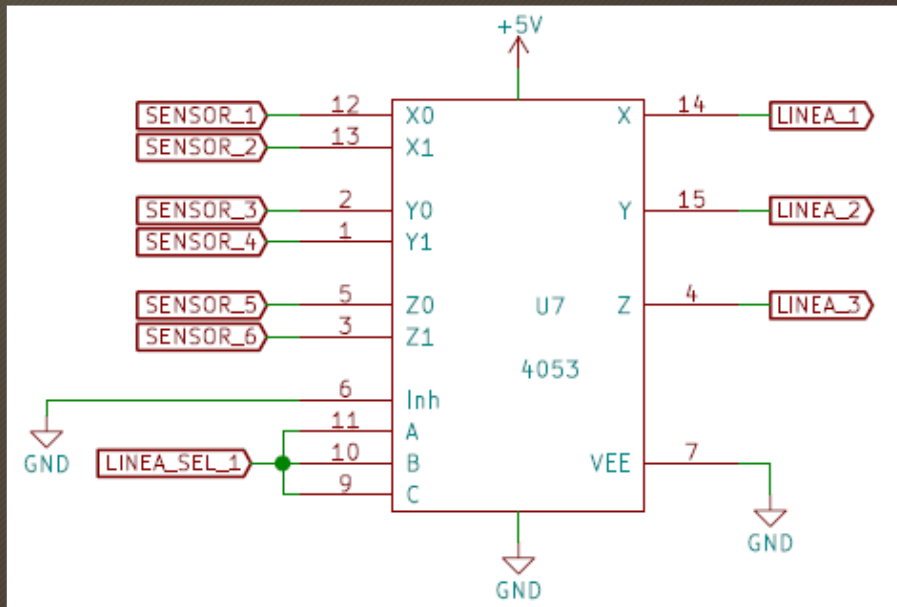 +5V
SENSOR_1 12 X0 X 14 LINEA_1
SENSOR_2 13 X1
SENSOR_3 2 Y0 Y 15 LINEA_2
SENSOR_4 1 Y1
SENSOR_5 5 Z0 U7 Z 4 LINEA_3
SENSOR_6 3 Z1
4053
6 Inh
11 A
GND LINEA_SEL_1 10 B VEE 7
9 C
GND
GND